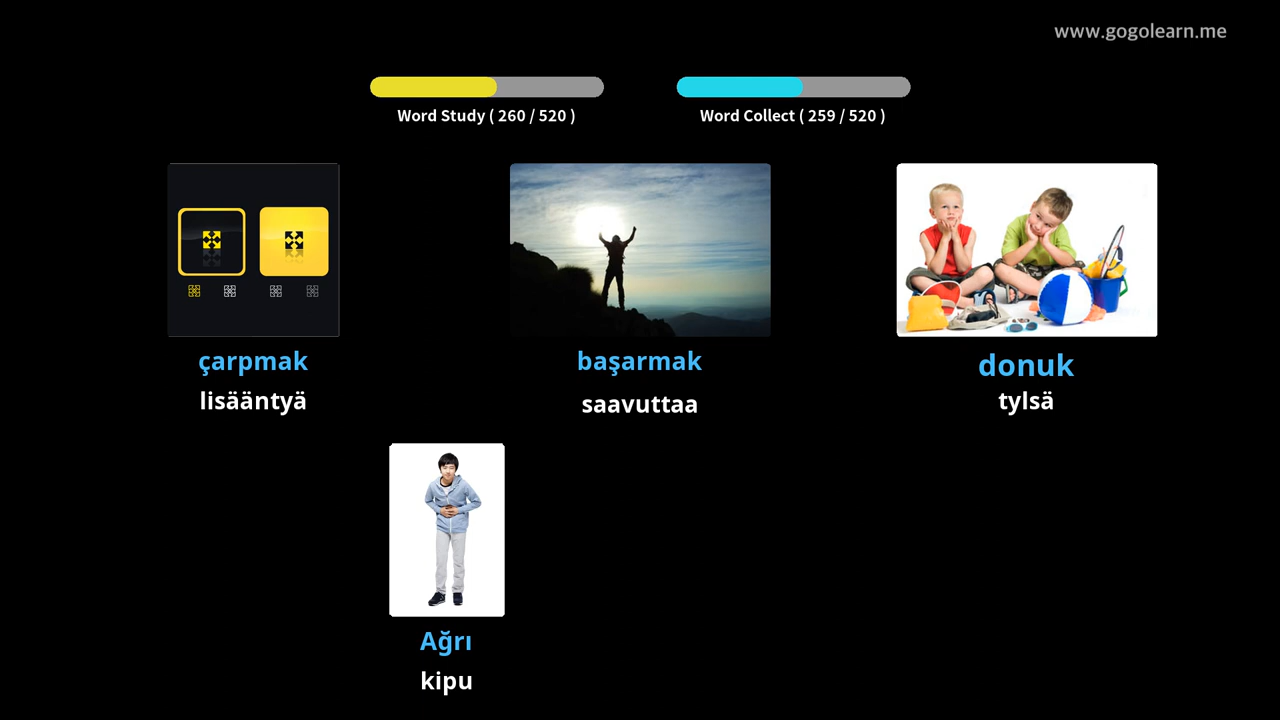 www.gogolearn.me
Word Study ( 260 / 520 )
Word Collect ( 259 / 520 )
çarpmak
lisääntyä
başarmak
saavuttaa
donuk
tylsä
Ağrı
kipu